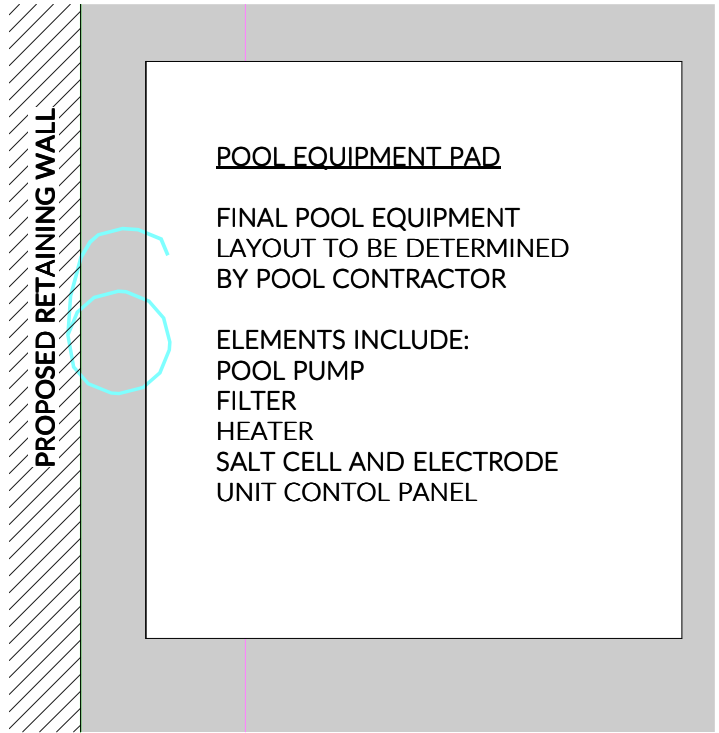 PROPOSED RETAINING WALL
POOL EQUIPMENT PAD
FINAL POOL EQUIPMENT
LAYOUT TO BE DETERMINED
BY POOL CONTRACTOR
ELEMENTS INCLUDE:
POOL PUMP
FILTER
HEATER
SALT CELL AND ELECTRODE
UNIT CONTOL PANEL
6